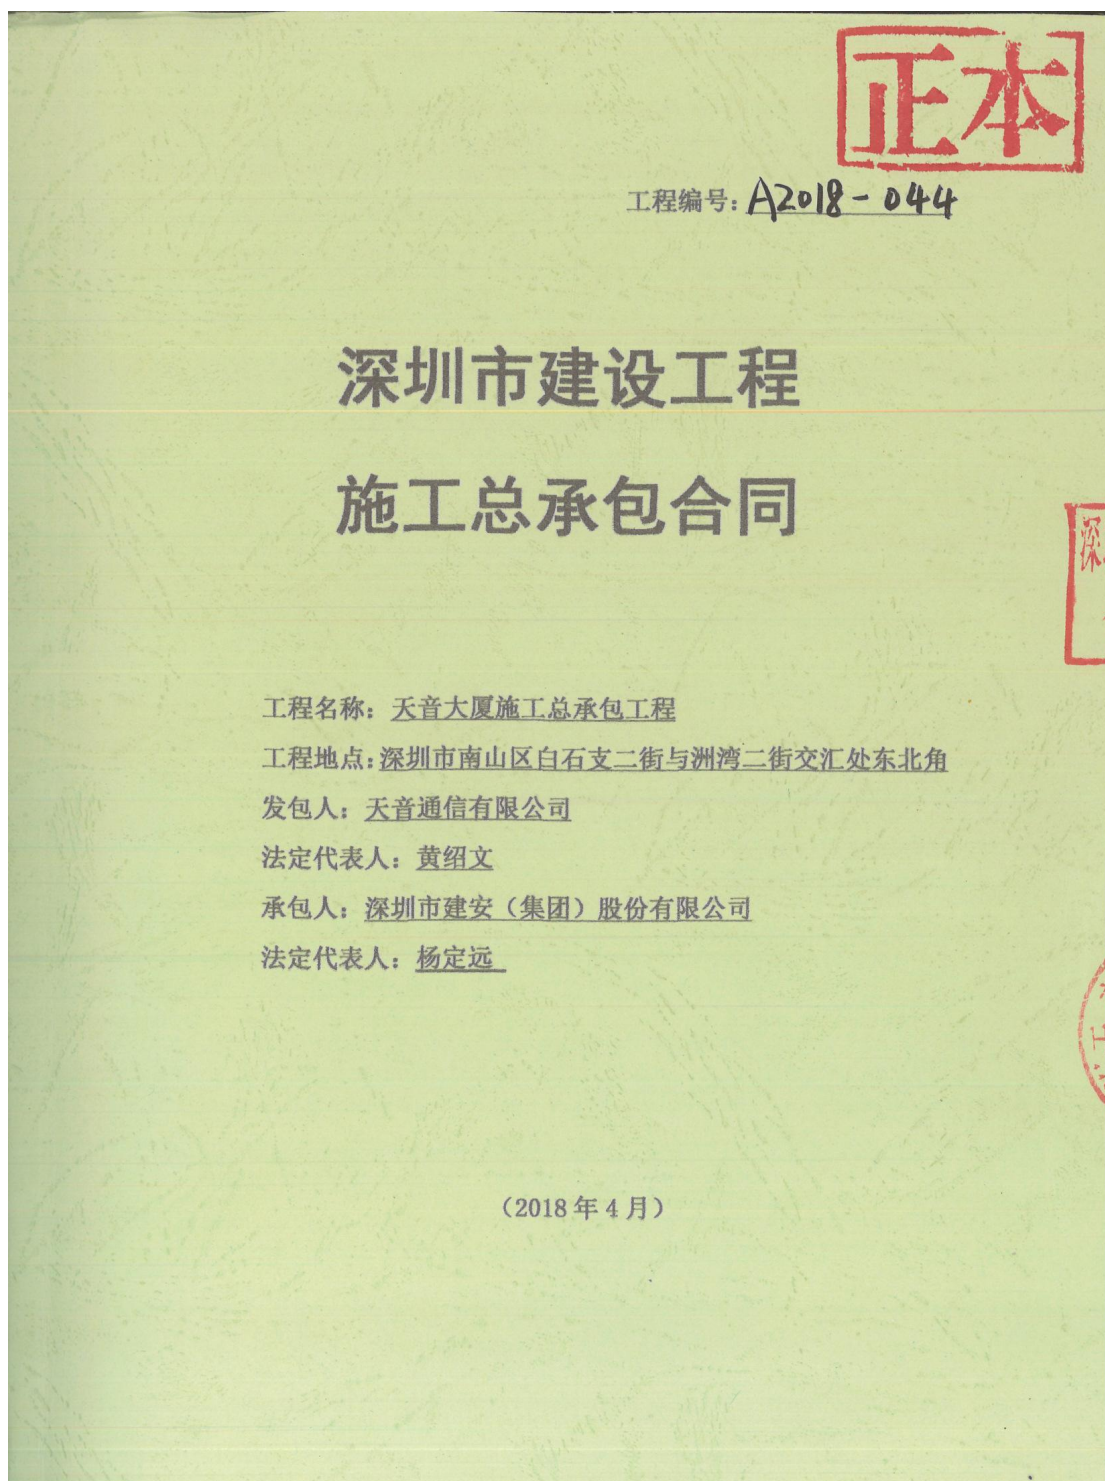 正本
工程编号:A2018-044
深圳市建设工程
施工总承包合同
深
工程名称：天音大厦施工总承包工程
工程地点:深圳市南山区白石支二街与洲湾二街交汇处东北角
发包人：天音通信有限公司
法定代表人：黄绍文
承包人：深圳市建安（集团）股份有限公司
法定代表人：杨定远
工
（2018年4月）